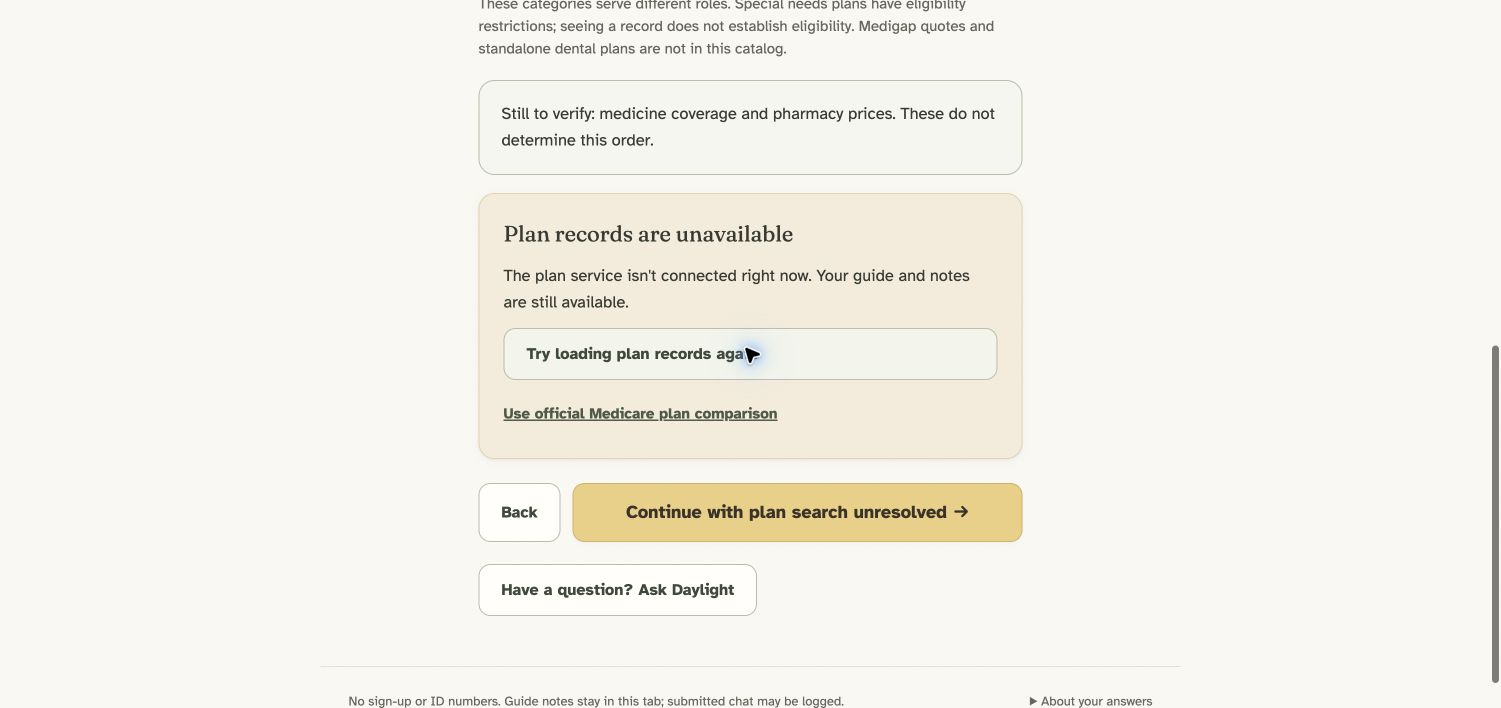 These categories serve different roles. Special needs plans have eligibility
restrictions; seeing a record does not establish eligibility. Medigap quotes and
standalone dental plans are not in this catalog.
Still to verify: medicine coverage and pharmacy prices. These do not
determine this order.
Plan records are unavailable
The plan service isn't connected right now. Your guide and notes
are still available.
Try loading plan records
Use official Medicare plan comparison
Back
Continue with plan search unresolved →
Have a question? Ask Daylight
No sign-up or ID numbers. Guide notes stay in this tab; submitted chat may be logged.
▶ About your answers